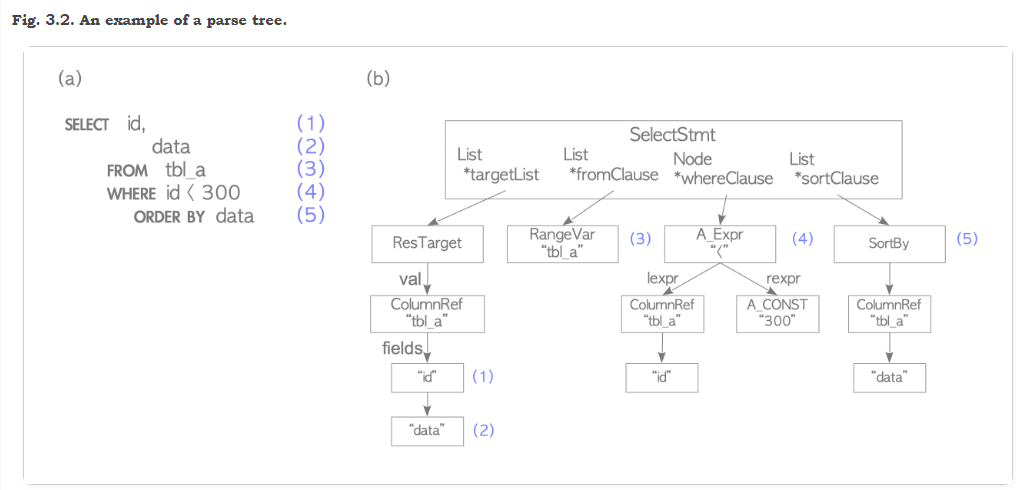 Fig. 3.2. An example of a parse tree.
(a)
SELECT id, (1)
data (2)
FROM tbl_a (3)
WHERE id < 300 (4)
ORDER BY data (5)
(b)
SelectStmt
List
*targetList
List
*fromClause
Node
*whereClause
List
*sortClause
ResTarget
RangeVar
"tbl_a"
(3)
A_Expr
"<"
(4)
SortBy
(5)
val
lexpr
rexpr
ColumnRef
"tbl_a"
ColumnRef
"tbl_a"
A_CONST
"300"
ColumnRef
"tbl_a"
fields
"id"
(1)
"id"
"data"
"data"
(2)